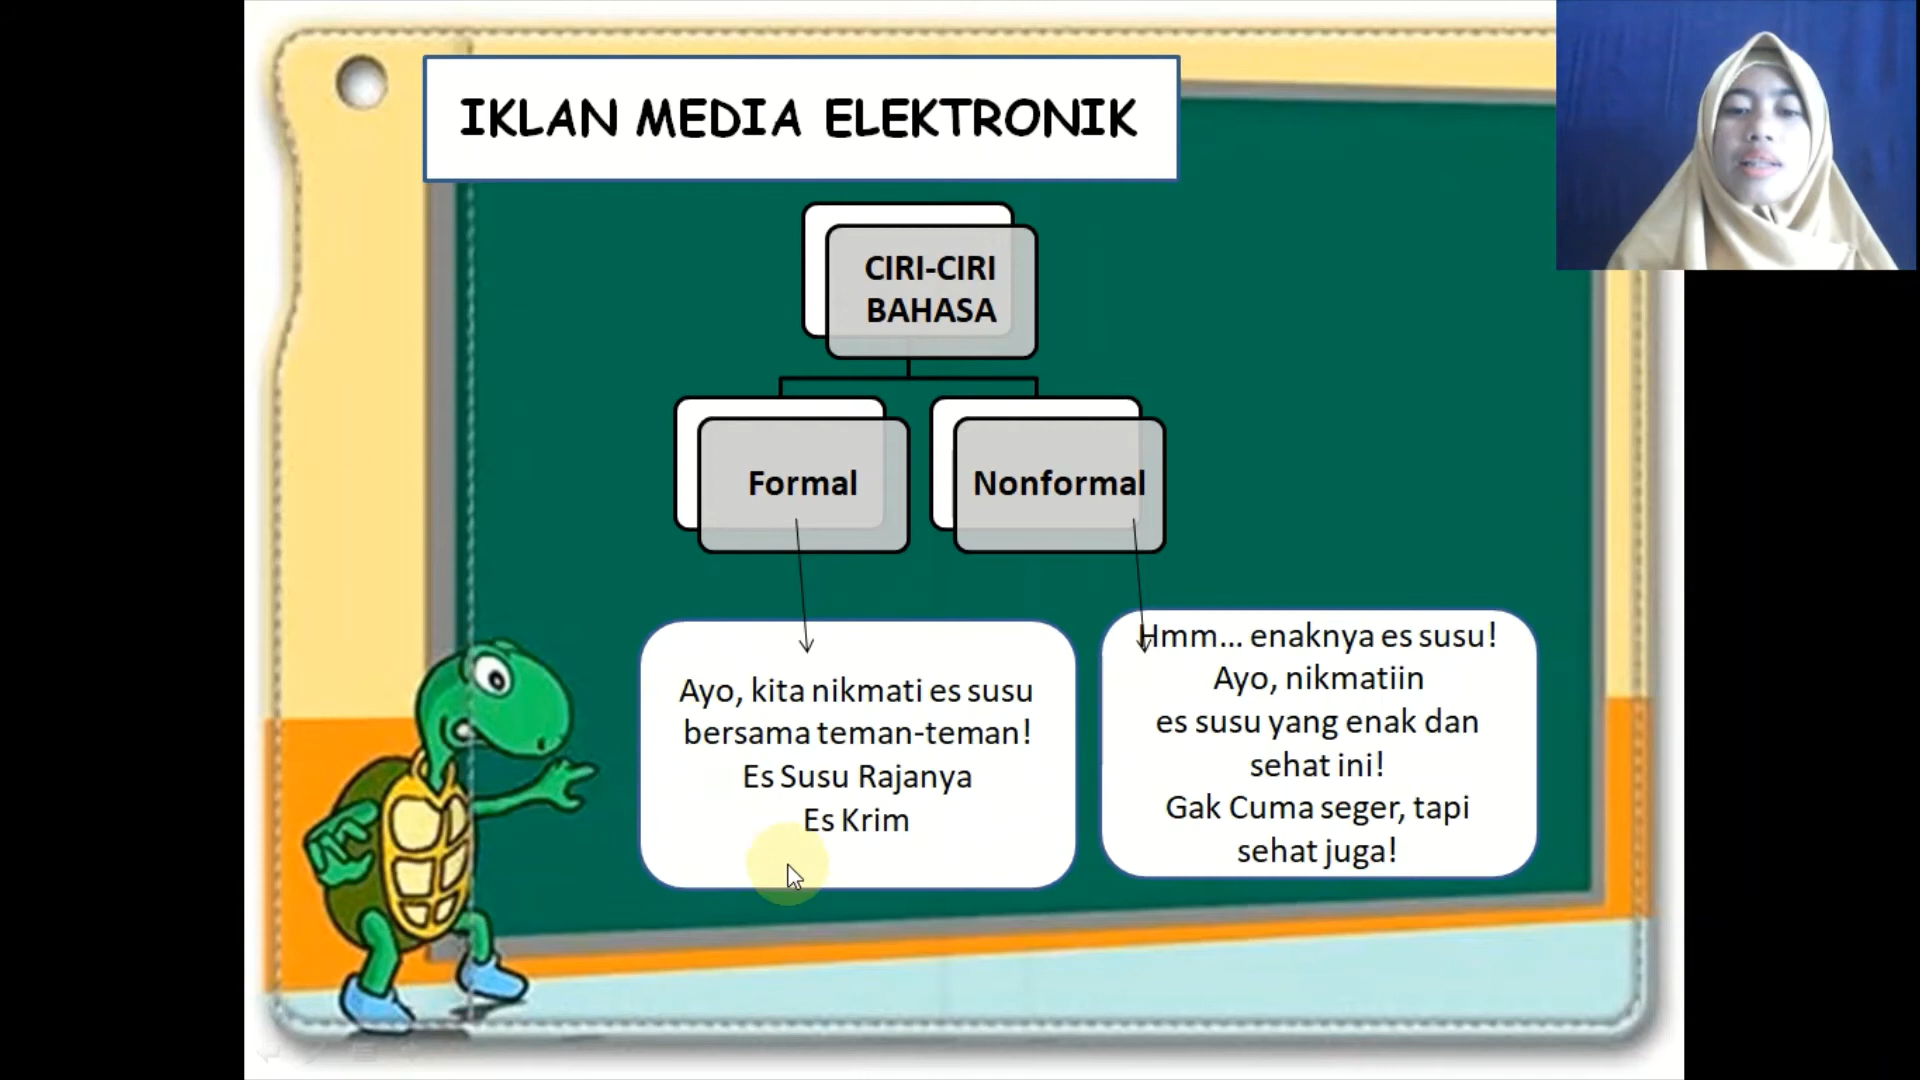 IKLAN MEDIA ELEKTRONIK
CIRI-CIRI
BAHASA
Formal
Nonformal
Ayo, kita nikmati es susu
bersama teman-teman!
Es Susu Rajanya
Es Krim
Hmm... enaknya es susu!
Ayo, nikmatiin
es susu yang enak dan
sehat ini!
Gak Cuma seger, tapi
sehat juga!